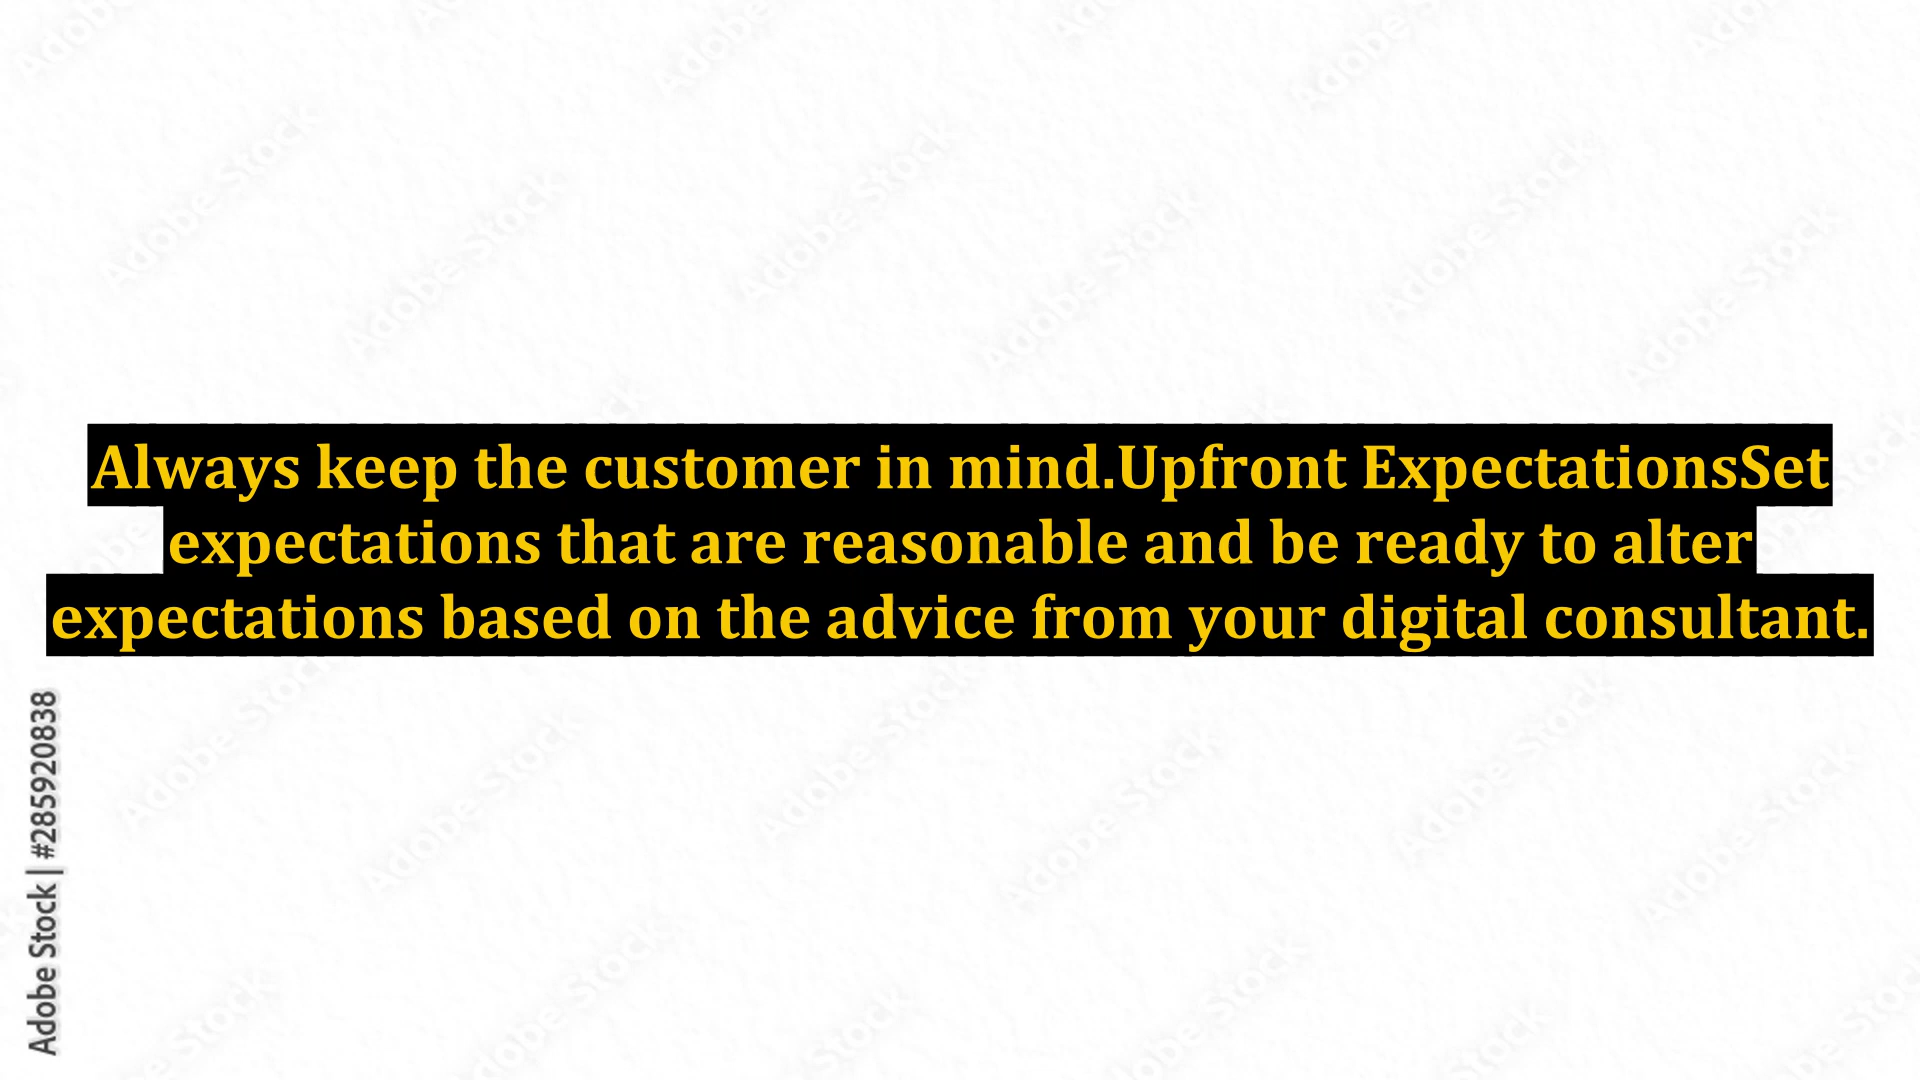 Always keep the customer in mind.Upfront ExpectationsSet
expectations that are reasonable and be ready to alter
expectations based on the advice from your digital consultant.
Adobe Stock | #285920838